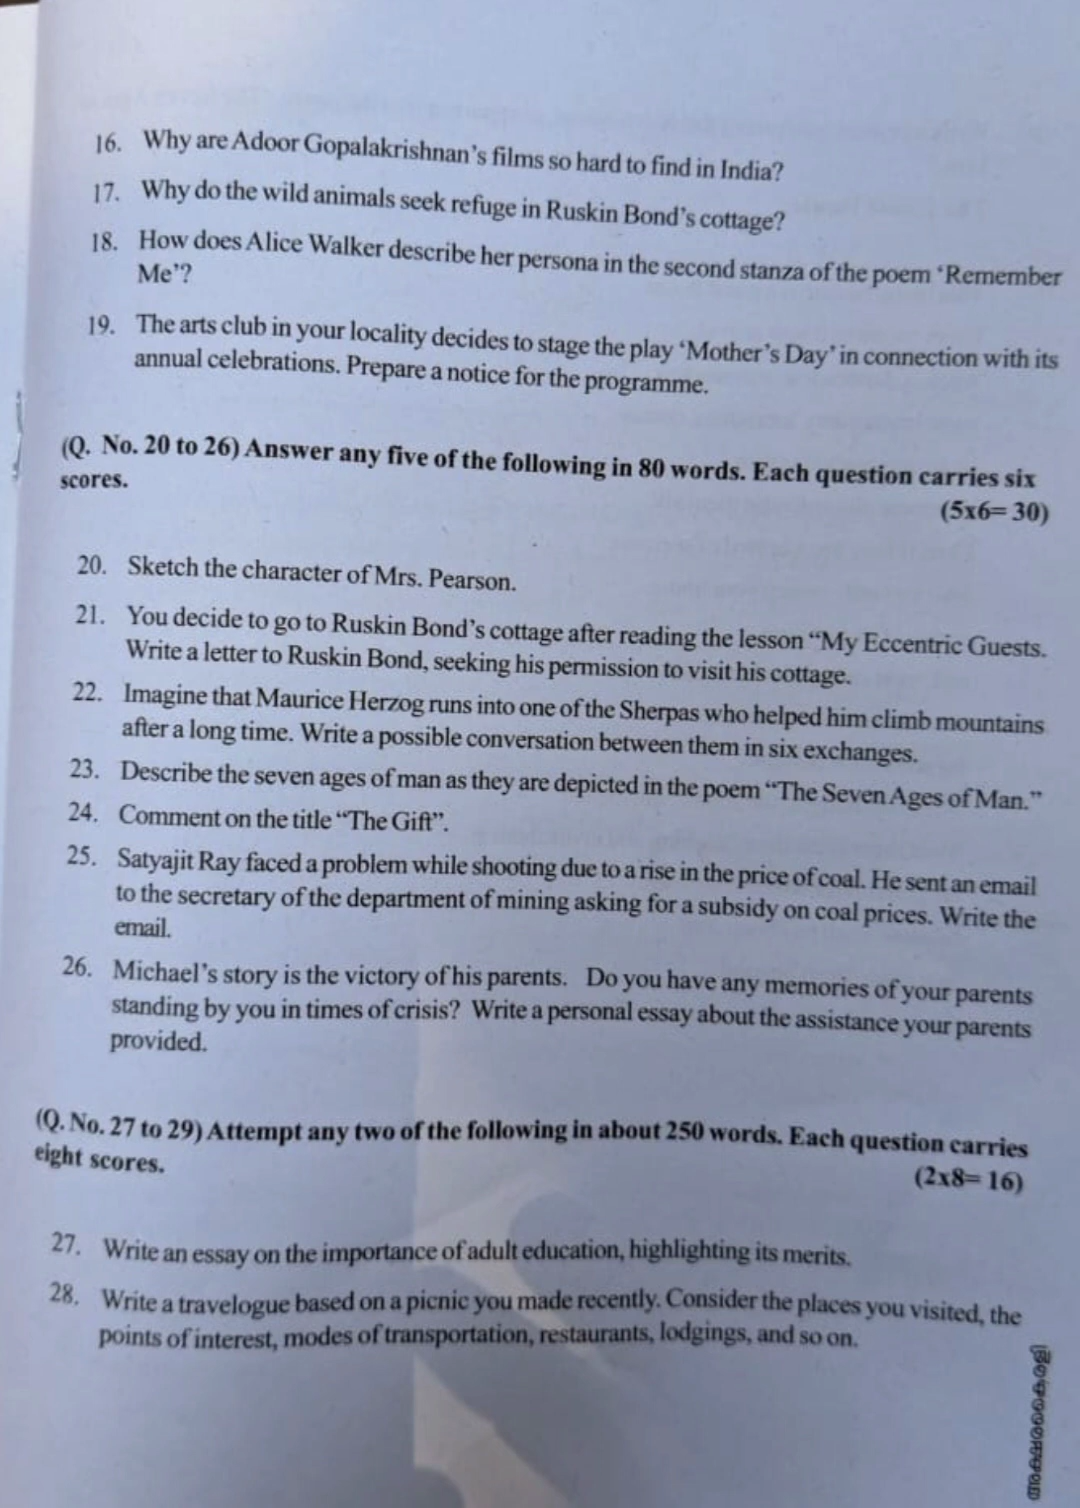 16. Why are Adoor Gopalakrishnan's films so hard to find in India?
17. Why do the wild animals seek refuge in Ruskin Bond's cottage?
18. How does Alice Walker describe her persona in the second stanza of the poem 'Remember
Me'?
19. The arts club in your locality decides to stage the play 'Mother's Day' in connection with its
annual celebrations. Prepare a notice for the programme.
(Q. No. 20 to 26) Answer any five of the following in 80 words. Each question carries six
scores.
(5x6= 30)
20. Sketch the character of Mrs. Pearson.
21. You decide to go to Ruskin Bond's cottage after reading the lesson “My Eccentric Guests.
Write a letter to Ruskin Bond, seeking his permission to visit his cottage.
22. Imagine that Maurice Herzog runs into one of the Sherpas who helped him climb mountains
after a long time. Write a possible conversation between them in six exchanges.
23. Describe the seven ages of man as they are depicted in the poem “The Seven Ages of Man.”
24. Comment on the title “The Gift”.
25. Satyajit Ray faced a problem while shooting due to a rise in the price of coal. He sent an email
to the secretary of the department of mining asking for a subsidy on coal prices. Write the
email.
26. Michael's story is the victory of his parents. Do you have any memories of your parents
standing by you in times of crisis? Write a personal essay about the assistance your parents
provided.
(Q. No. 27 to 29) Attempt any two of the following in about 250 words. Each question carries
eight scores.
(2x8= 16)
27. Write an essay on the importance of adult education, highlighting its merits.
28. Write a travelogue based on a picnic you made recently. Consider the places you visited, the
points of interest, modes of transportation, restaurants, lodgings, and so on.